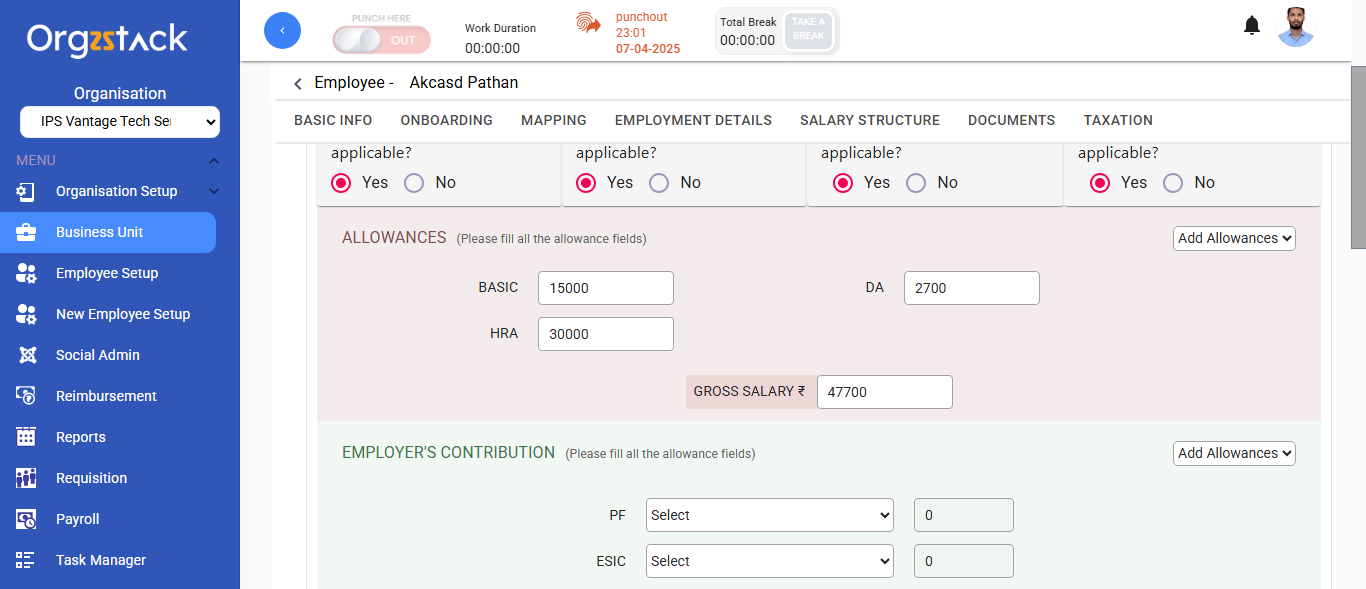 Orgzstack
Organisation
IPS Vantage Tech Se
MENU
Organisation Setup
Business Unit
Employee Setup
New Employee Setup
Social Admin
Reimbursement
Reports
Requisition
Payroll
Task Manager
PUNCH HERE
OUT
Work Duration
00:00:00
punchout
23:01
07-04-2025
Total Break
00:00:00
TAKE A
BREAK
Employee - Akcasd Pathan
BASIC INFO ONBOARDING MAPPING EMPLOYMENT DETAILS SALARY STRUCTURE DOCUMENTS TAXATION
applicable? applicable? applicable? applicable?
Yes No Yes No Yes No Yes No
ALLOWANCES (Please fill all the allowance fields) Add Allowances
BASIC 15000 DA 2700
HRA 30000
GROSS SALARY ₹ 47700
EMPLOYER'S CONTRIBUTION (Please fill all the allowance fields) Add Allowances
PF Select 0
ESIC Select 0